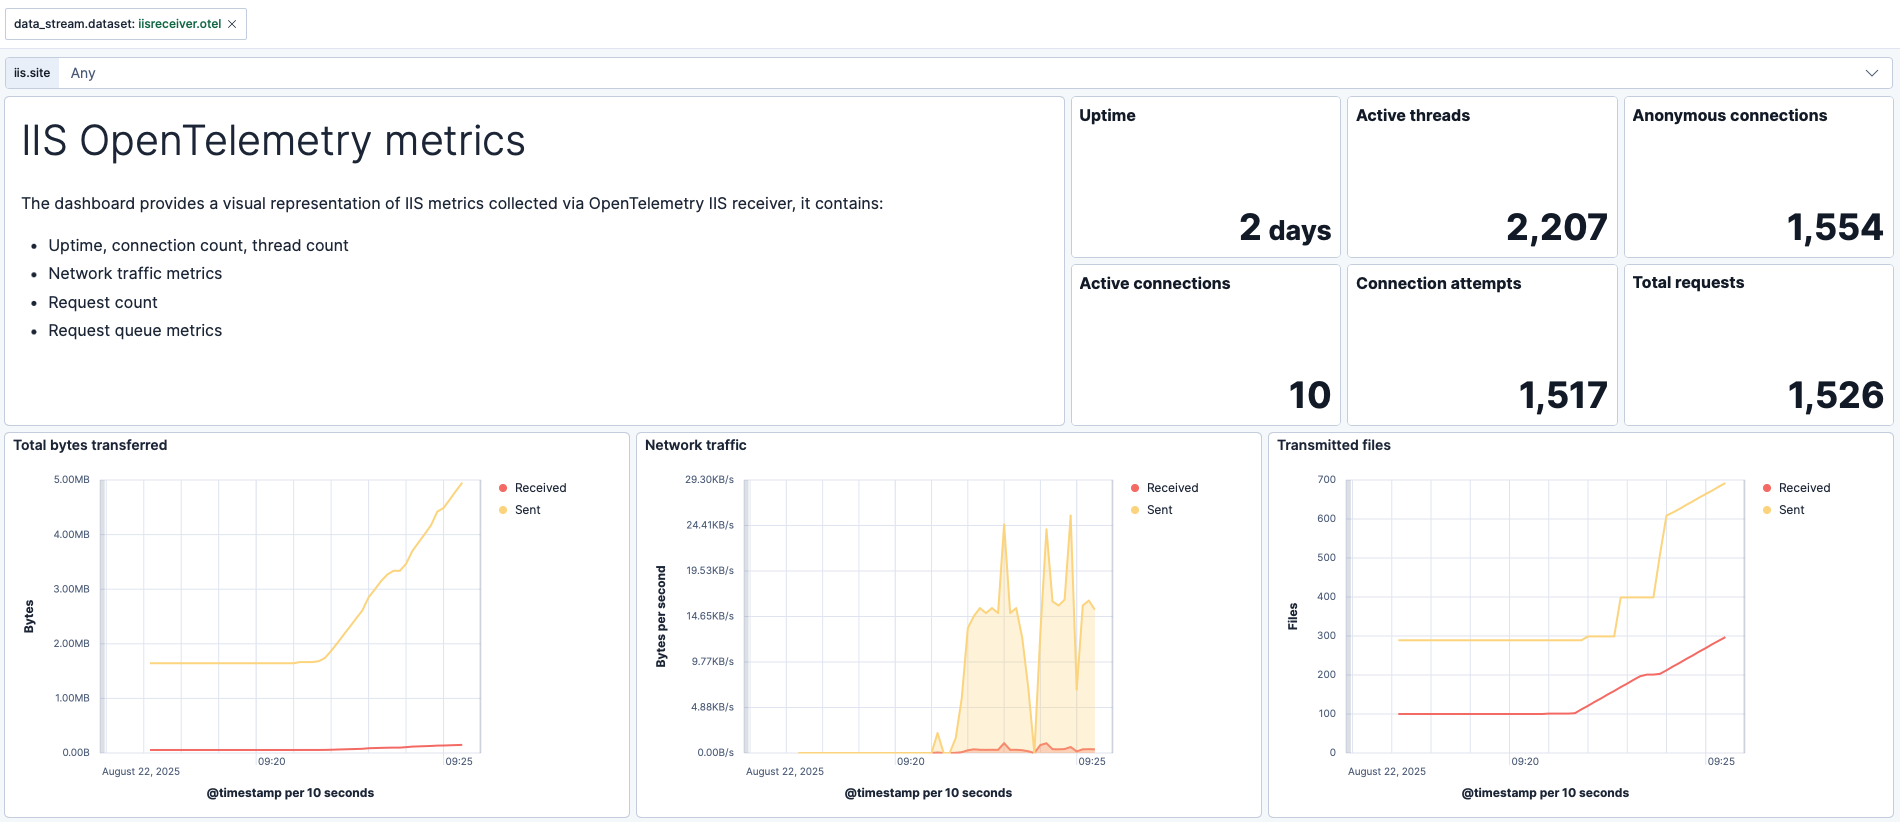 data_stream.dataset: iisreceiver.otel
iis.site Any
IIS OpenTelemetry metrics
The dashboard provides a visual representation of IIS metrics collected via OpenTelemetry IIS receiver, it contains:
• Uptime, connection count, thread count
• Network traffic metrics
• Request count
• Request queue metrics
Uptime
2 days
Active threads
2,207
Anonymous connections
1,554
Active connections
10
Connection attempts
1,517
Total requests
1,526
Total bytes transferred
Bytes
5.00MB
4.00MB
3.00MB
2.00MB
1.00MB
0.00B
09:20
09:25
August 22, 2025
@timestamp per 10 seconds
Received
Sent
Network traffic
Bytes per second
29.30KB/s
24.41KB/s
19.53KB/s
14.65KB/s
9.77KB/s
4.88KB/s
0.00B/s
09:20
09:25
August 22, 2025
@timestamp per 10 seconds
Received
Sent
Transmitted files
Files
700
600
500
400
300
200
100
0
09:20
09:25
August 22, 2025
@timestamp per 10 seconds
Received
Sent